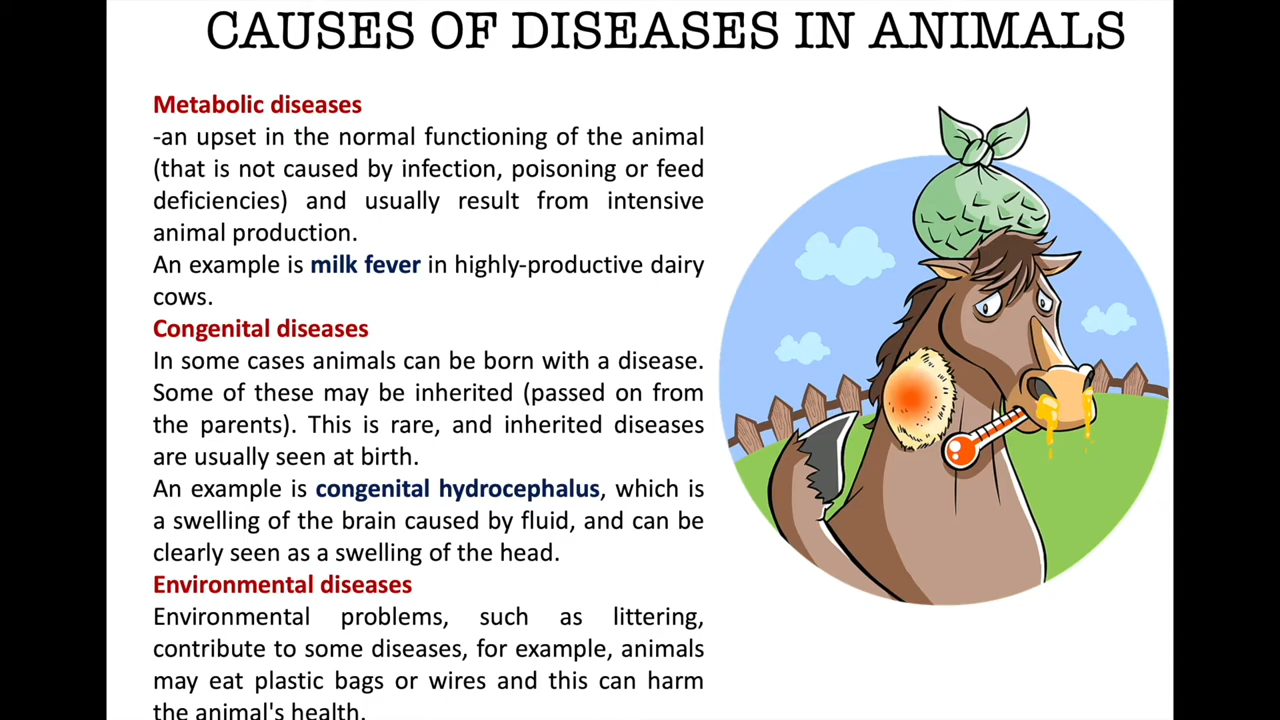 CAUSES OF DISEASES IN ANIMALS
Metabolic diseases
-an upset in the normal functioning of the animal
(that is not caused by infection, poisoning or feed
deficiencies) and usually result from intensive
animal production.
An example is milk fever in highly-productive dairy
cows.
Congenital diseases
In some cases animals can be born with a disease.
Some of these may be inherited (passed on from
the parents). This is rare, and inherited diseases
are usually seen at birth.
An example is congenital hydrocephalus, which is
a swelling of the brain caused by fluid, and can be
clearly seen as a swelling of the head.
Environmental diseases
Environmental problems, such as littering,
contribute to some diseases, for example, animals
may eat plastic bags or wires and this can harm
the animal's health.